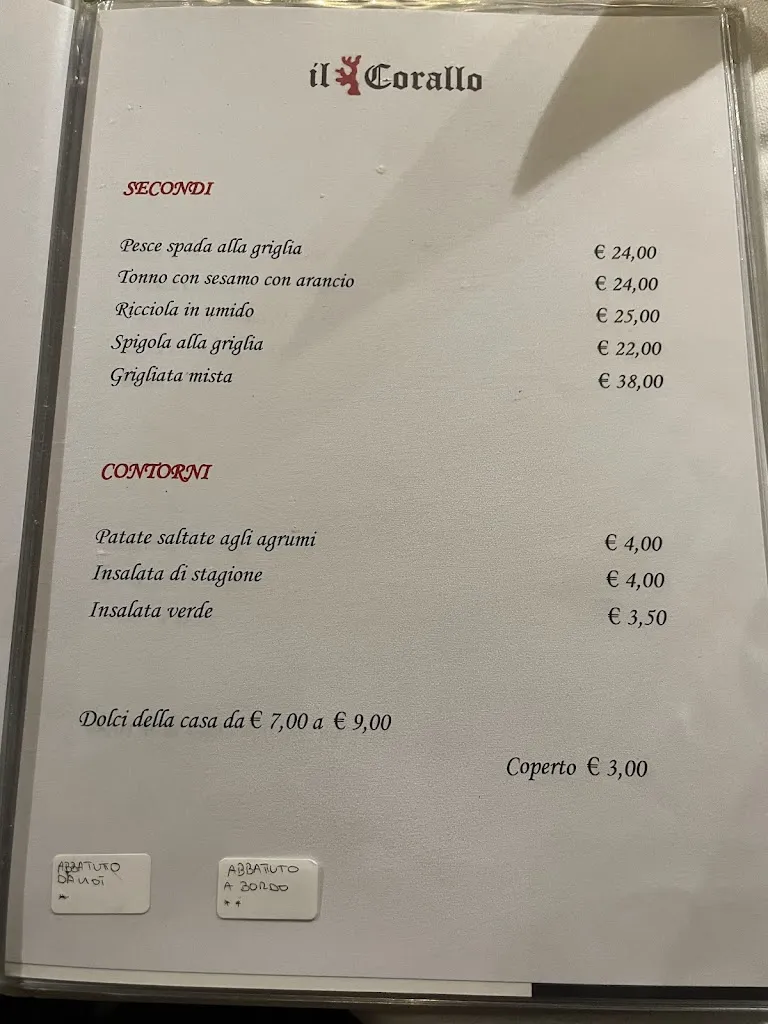 il Corallo
SECONDI
Pesce spada alla griglia € 24,00
Tonno con sesamo con arancio € 24,00
Ricciola in umido € 25,00
Spigola alla griglia € 22,00
Grigliata mista € 38,00
CONTORNI
Patate saltate agli agrumi € 4,00
Insalata di stagione € 4,00
Insalata verde € 3,50
Dolci della casa da € 7,00 a € 9,00
Coperto € 3,00
ABBATTUTO
DA NOI
*
ABBATTUTO
A BORDO
**